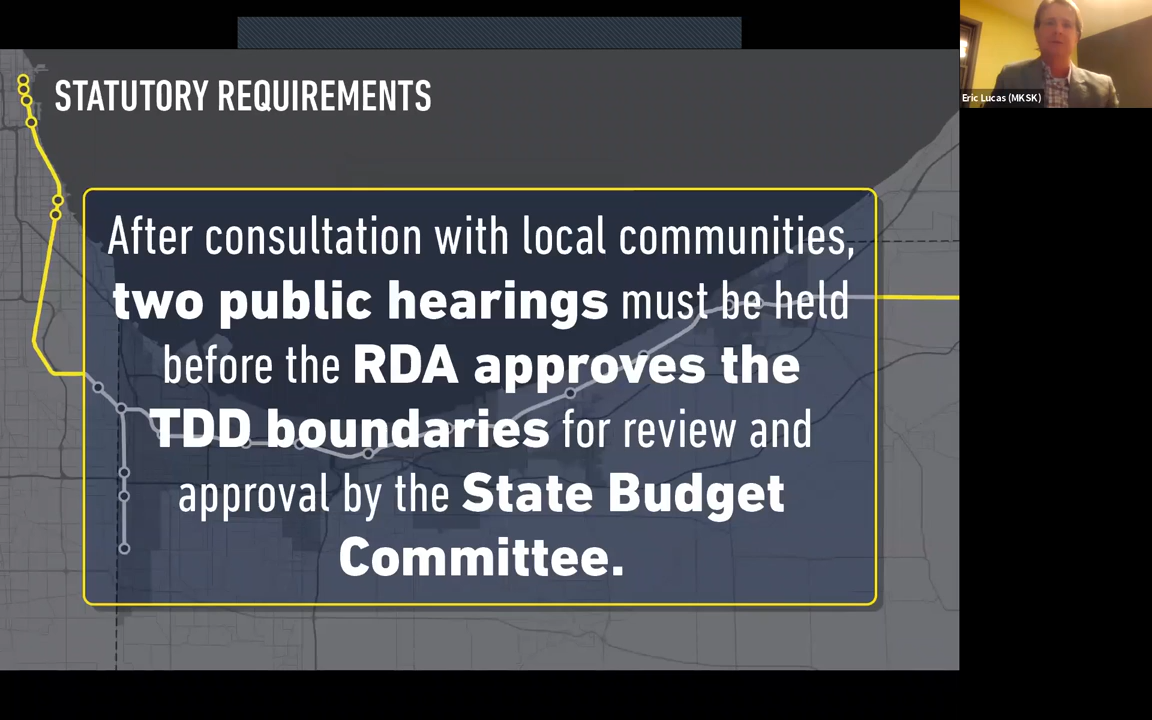 STATUTORY REQUIREMENTS
After consultation with local communities,
two public hearings must be held
before the RDA approves the
TDD boundaries for review and
approval by the State Budget
Committee.
Eric Lucas (MKSK)